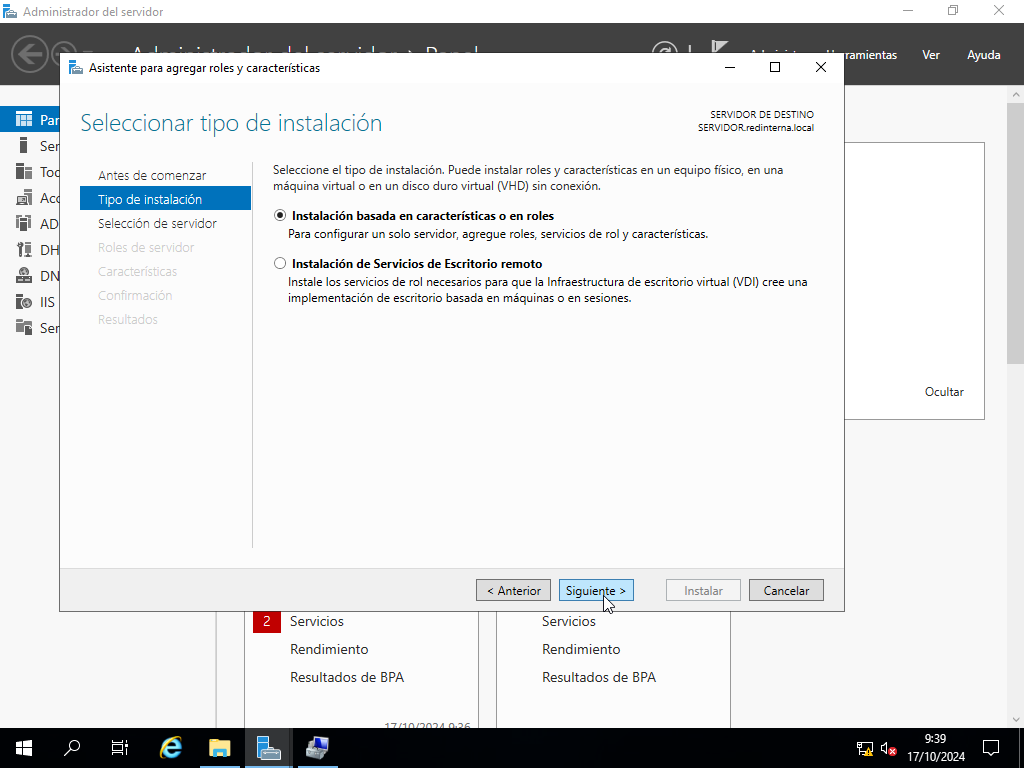 Administrador del servidor
Ver
Ayuda
Asistente para agregar roles y características
Seleccionar tipo de instalación
SERVIDOR DE DESTINO
SERVIDOR.redinterna.local
Antes de comenzar
Tipo de instalación
Selección de servidor
Roles de servidor
Características
Confirmación
Resultados
Seleccione el tipo de instalación. Puede instalar roles y características en un equipo físico, en una
máquina virtual o en un disco duro virtual (VHD) sin conexión.
Instalación basada en características o en roles
Para configurar un solo servidor, agregue roles, servicios de rol y características.
Instalación de Servicios de Escritorio remoto
Instale los servicios de rol necesarios para que la Infraestructura de escritorio virtual (VDI) cree una
implementación de escritorio basada en máquinas o en sesiones.
AD
DH
DN
IIS
Ocultar
< Anterior
Siguiente >
Instalar
Cancelar
2 Servicios
Rendimiento
Resultados de BPA
17/10/2024 9:36
Servicios
Rendimiento
Resultados de BPA
9:39
17/10/2024